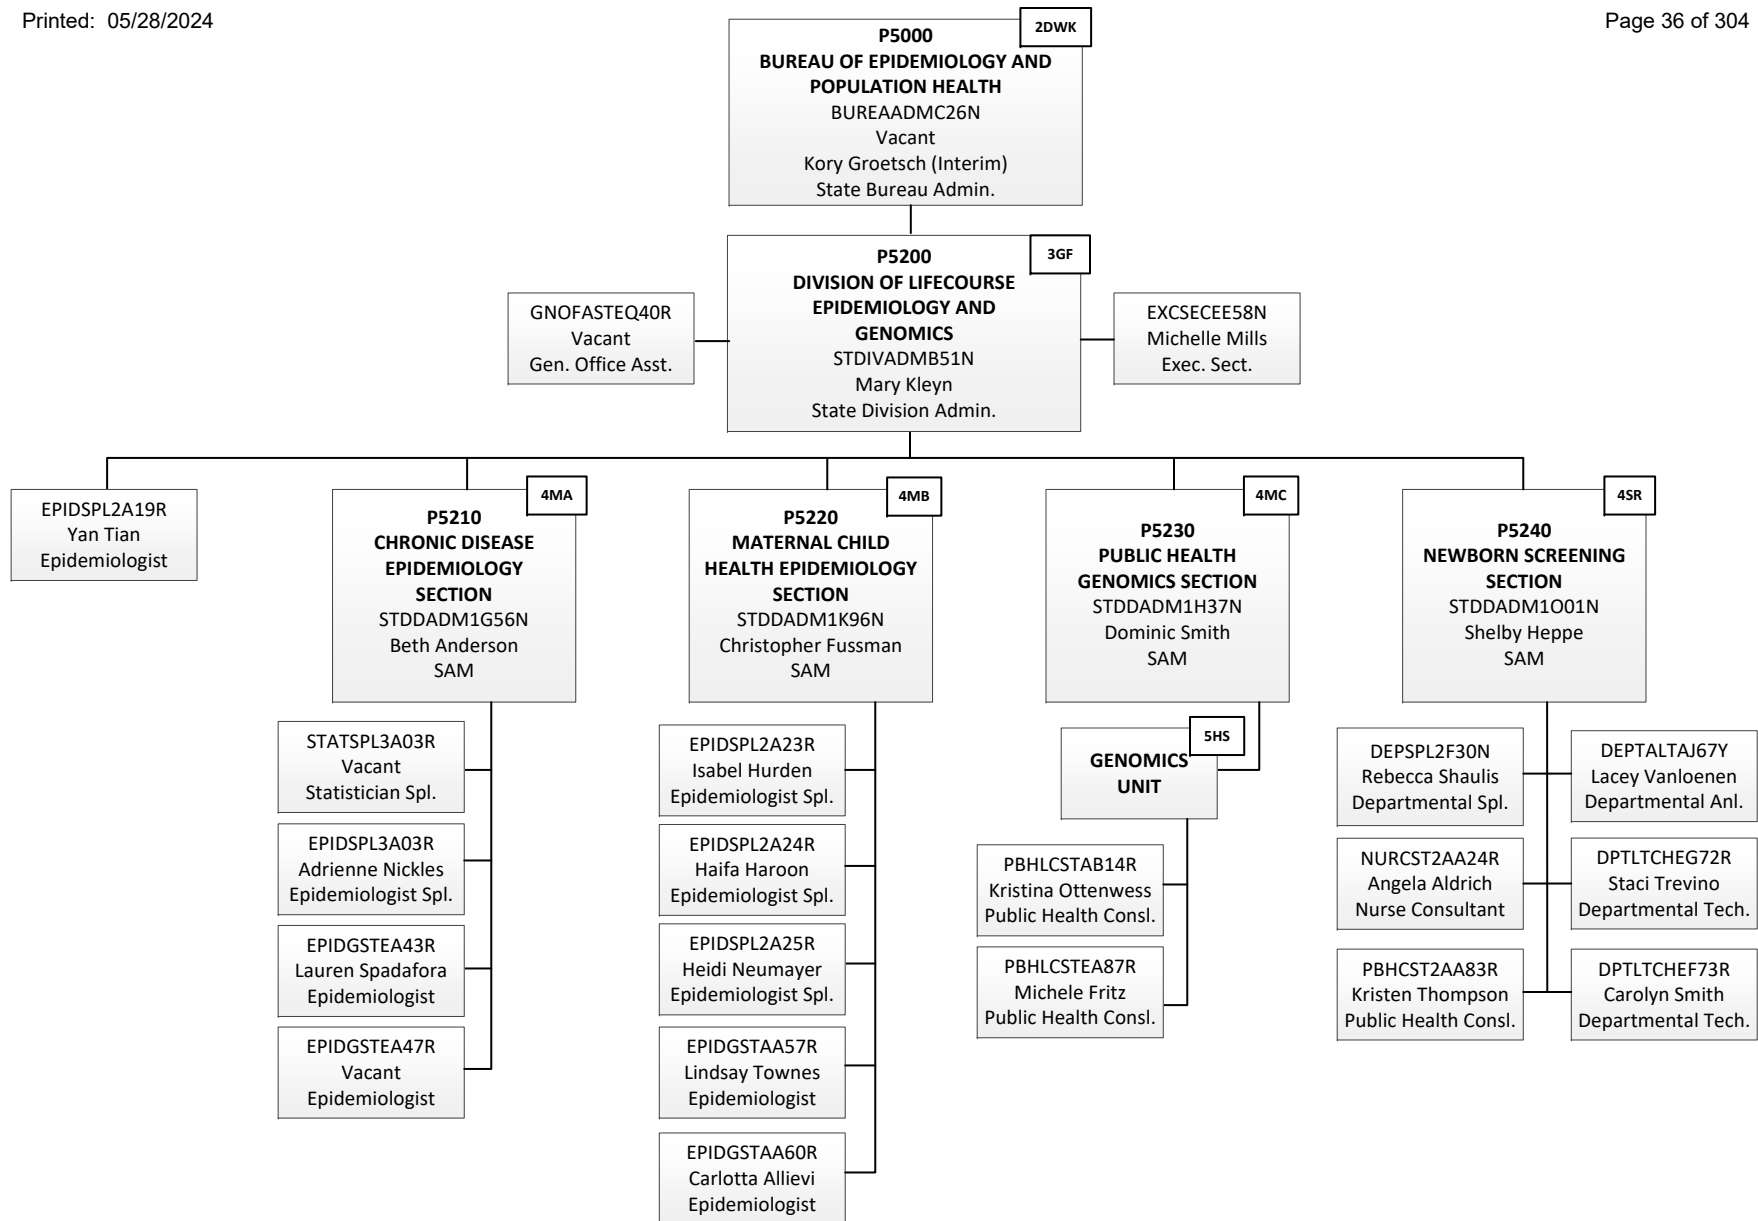 Printed: 05/28/2024
Page 36 of 304
2DWK
P5000
BUREAU OF EPIDEMIOLOGY AND
POPULATION HEALTH
BUREAADMC26N
Vacant
Kory Groetsch (Interim)
State Bureau Admin.
3GF
P5200
DIVISION OF LIFECOURSE
EPIDEMIOLOGY AND
GENOMICS
STDIVADMB51N
Mary Kleyn
State Division Admin.
GNOFASTEQ40R
Vacant
Gen. Office Asst.
EXCSECEE58N
Michelle Mills
Exec. Sect.
EPIDSPL2A19R
Yan Tian
Epidemiologist
4MA
P5210
CHRONIC DISEASE
EPIDEMIOLOGY
SECTION
STDDADM1G56N
Beth Anderson
SAM
STATSPL3A03R
Vacant
Statistician Spl.
EPIDSPL3A03R
Adrienne Nickles
Epidemiologist Spl.
EPIDGSTEA43R
Lauren Spadafora
Epidemiologist
EPIDGSTEA47R
Vacant
Epidemiologist
4MB
P5220
MATERNAL CHILD
HEALTH EPIDEMIOLOGY
SECTION
STDDADM1K96N
Christopher Fussman
SAM
EPIDSPL2A23R
Isabel Hurden
Epidemiologist Spl.
EPIDSPL2A24R
Haifa Haroon
Epidemiologist Spl.
EPIDSPL2A25R
Heidi Neumayer
Epidemiologist Spl.
EPIDGSTAA57R
Lindsay Townes
Epidemiologist
EPIDGSTAA60R
Carlotta Allievi
Epidemiologist
4MC
P5230
PUBLIC HEALTH
GENOMICS SECTION
STDDADM1H37N
Dominic Smith
SAM
5HS
GENOMICS
UNIT
PBHLCSTAB14R
Kristina Ottenwess
Public Health Consl.
PBHLCSTEA87R
Michele Fritz
Public Health Consl.
4SR
P5240
NEWBORN SCREENING
SECTION
STDDADM1O01N
Shelby Heppe
SAM
DEPSPL2F30N
Rebecca Shaulis
Departmental Spl.
DEPTALTAJ67Y
Lacey Vanloenen
Departmental Anl.
NURCST2AA24R
Angela Aldrich
Nurse Consultant
DPTLTCHEG72R
Staci Trevino
Departmental Tech.
PBHCST2AA83R
Kristen Thompson
Public Health Consl.
DPTLTCHEF73R
Carolyn Smith
Departmental Tech.